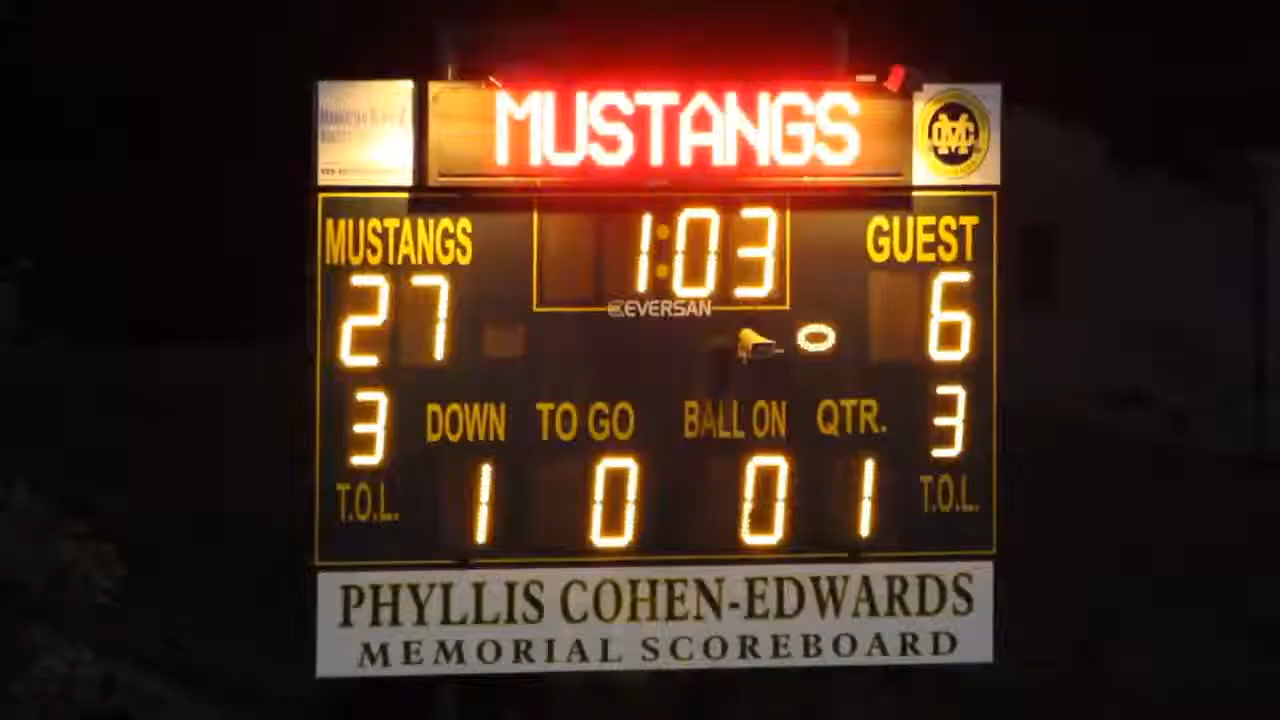 MUSTANGS
MC
MUSTANGS 1:03 GUEST
EVERSAN
27 6
3 DOWN TO GO BALL ON QTR. 3
T.O.L. 1 0 0 1 T.O.L.
PHYLLIS COHEN-EDWARDS
MEMORIAL SCOREBOARD